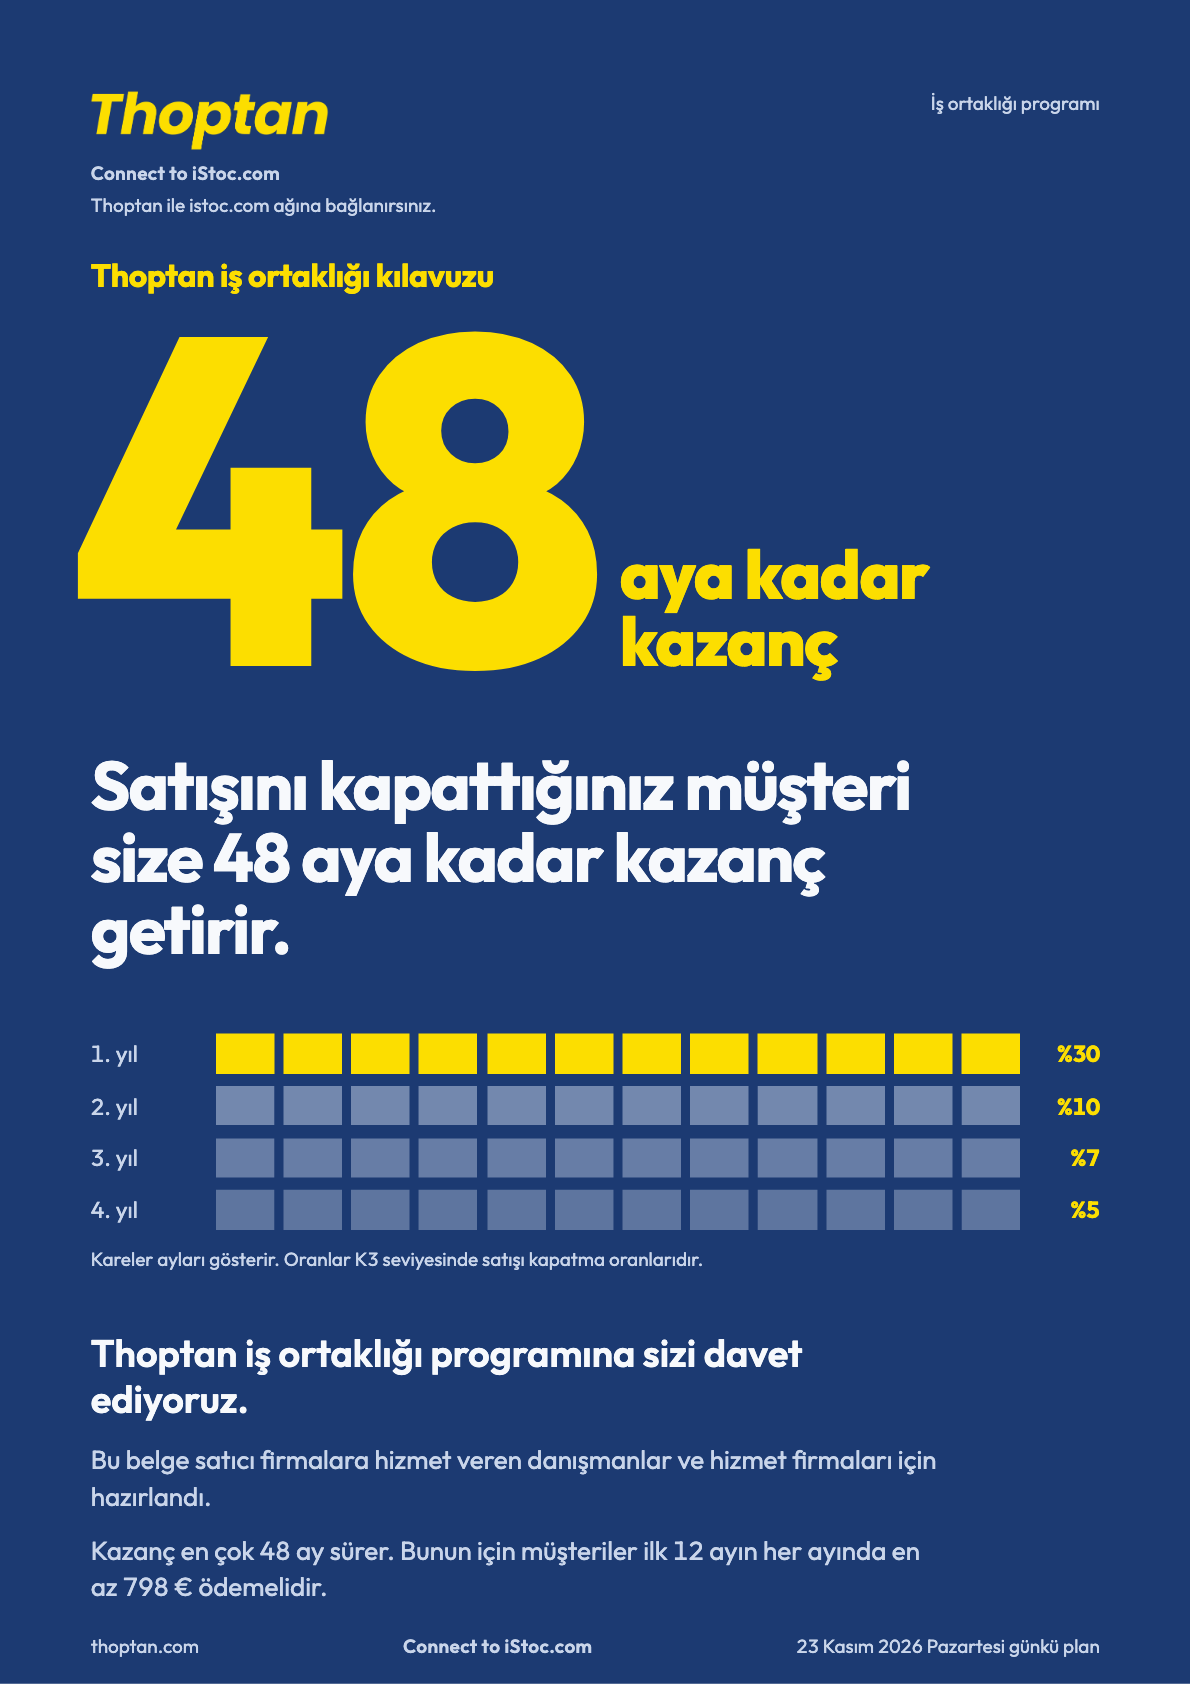 Thoptan
İş ortaklığı programı
Connect to iStoc.com
Thoptan ile istoc.com ağına bağlanırsınız.
Thoptan iş ortaklığı kılavuzu
48
aya kadar
kazanç
Satışını kapattığınız müşteri
size 48 aya kadar kazanç
getirir.
1. yıl %30
2. yıl %10
3. yıl %7
4. yıl %5
Kareler ayları gösterir. Oranlar K3 seviyesinde satışı kapatma oranlarıdır.
Thoptan iş ortaklığı programına sizi davet
ediyoruz.
Bu belge satıcı firmalara hizmet veren danışmanlar ve hizmet firmaları için
hazırlandı.
Kazanç en çok 48 ay sürer. Bunun için müşteriler ilk 12 ayın her ayında en
az 798 € ödemelidir.
thoptan.com Connect to iStoc.com 23 Kasım 2026 Pazartesi günkü plan